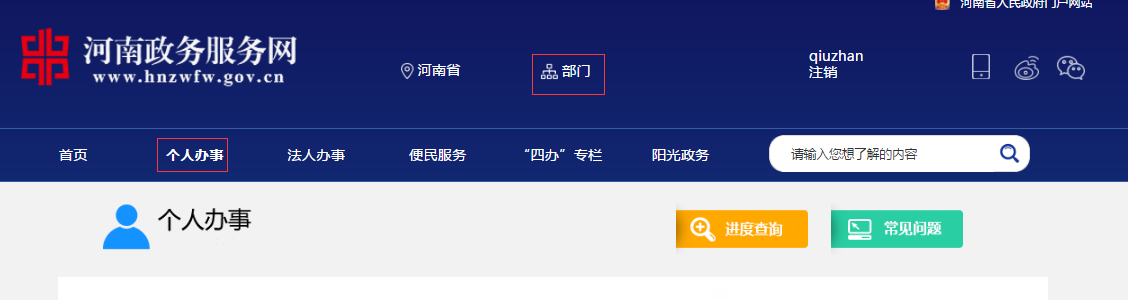 河南省人民政府门户网站
河南政务服务网
www.hnzwfw.gov.cn
河南省
部门
qiuzhan
注销
首页
个人办事
法人办事
便民服务
“四办”专栏
阳光政务
请输入您想了解的内容
个人办事
进度查询
常见问题